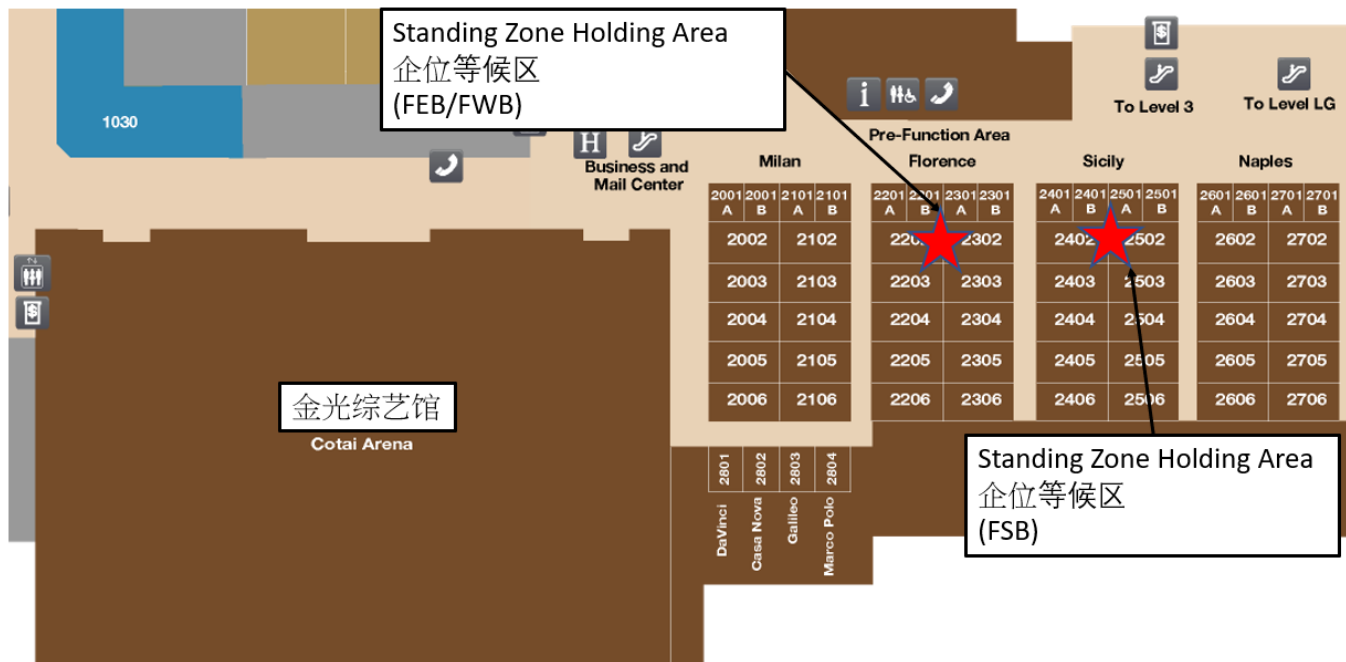 Standing Zone Holding Area
企位等候区
(FEB/FWB)
1030
i
H
$
To Level 3
To Level LG
Business and
Mail Center
Pre-Function Area
Milan
Florence
Sicily
Naples
2001 A
2001 B
2101 A
2101 B
2201 A
2201 B
2301 A
2301 B
2401 A
2401 B
2501 A
2501 B
2601 A
2601 B
2701 A
2701 B
2002
2102
2302
2402
2502
2602
2702
2003
2103
2203
2303
2403
2503
2603
2703
2004
2104
2204
2304
2404
2504
2604
2704
2005
2105
2205
2305
2405
2505
2605
2705
2006
2106
2206
2306
2406
2506
2606
2706
$
金光综艺馆
Cotai Arena
2801
2802
2803
2804
DaVinci
Casa Nova
Galileo
Marco Polo
Standing Zone Holding Area
企位等候区
(FSB)